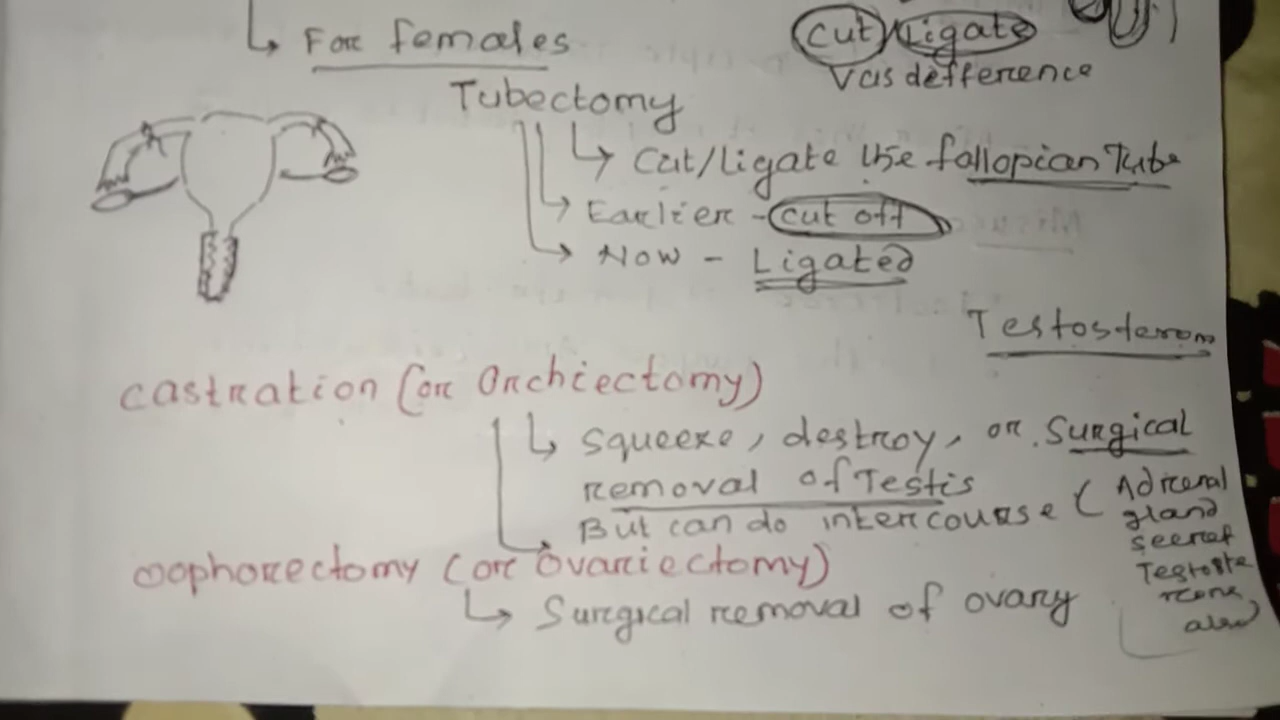 For females
Cut/Ligate
Vas defference
Tubectomy
Cut/Ligate the fallopian Tube
Earlier - cut off
Now - Ligated
Testosteron
castration (or Orchiectomy)
squeeze, destroy, or surgical
removal of Testis
But can do intercourse (Adrenal
gland
secret
Testoste
rone
also)
oophorectomy (or ovariectomy)
Surgical removal of ovary